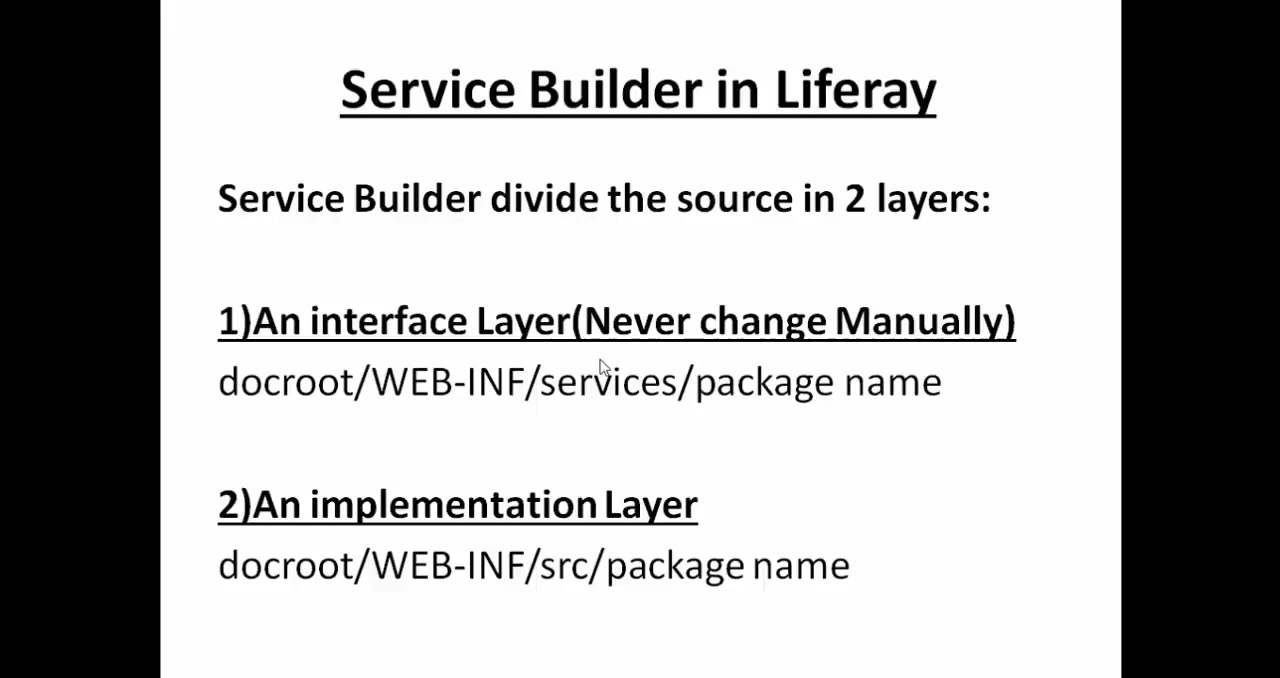 Service Builder in Liferay
Service Builder divide the source in 2 layers:
1)An interface Layer(Never change Manually)
docroot/WEB-INF/services/package name
2)An implementation Layer
docroot/WEB-INF/src/package name